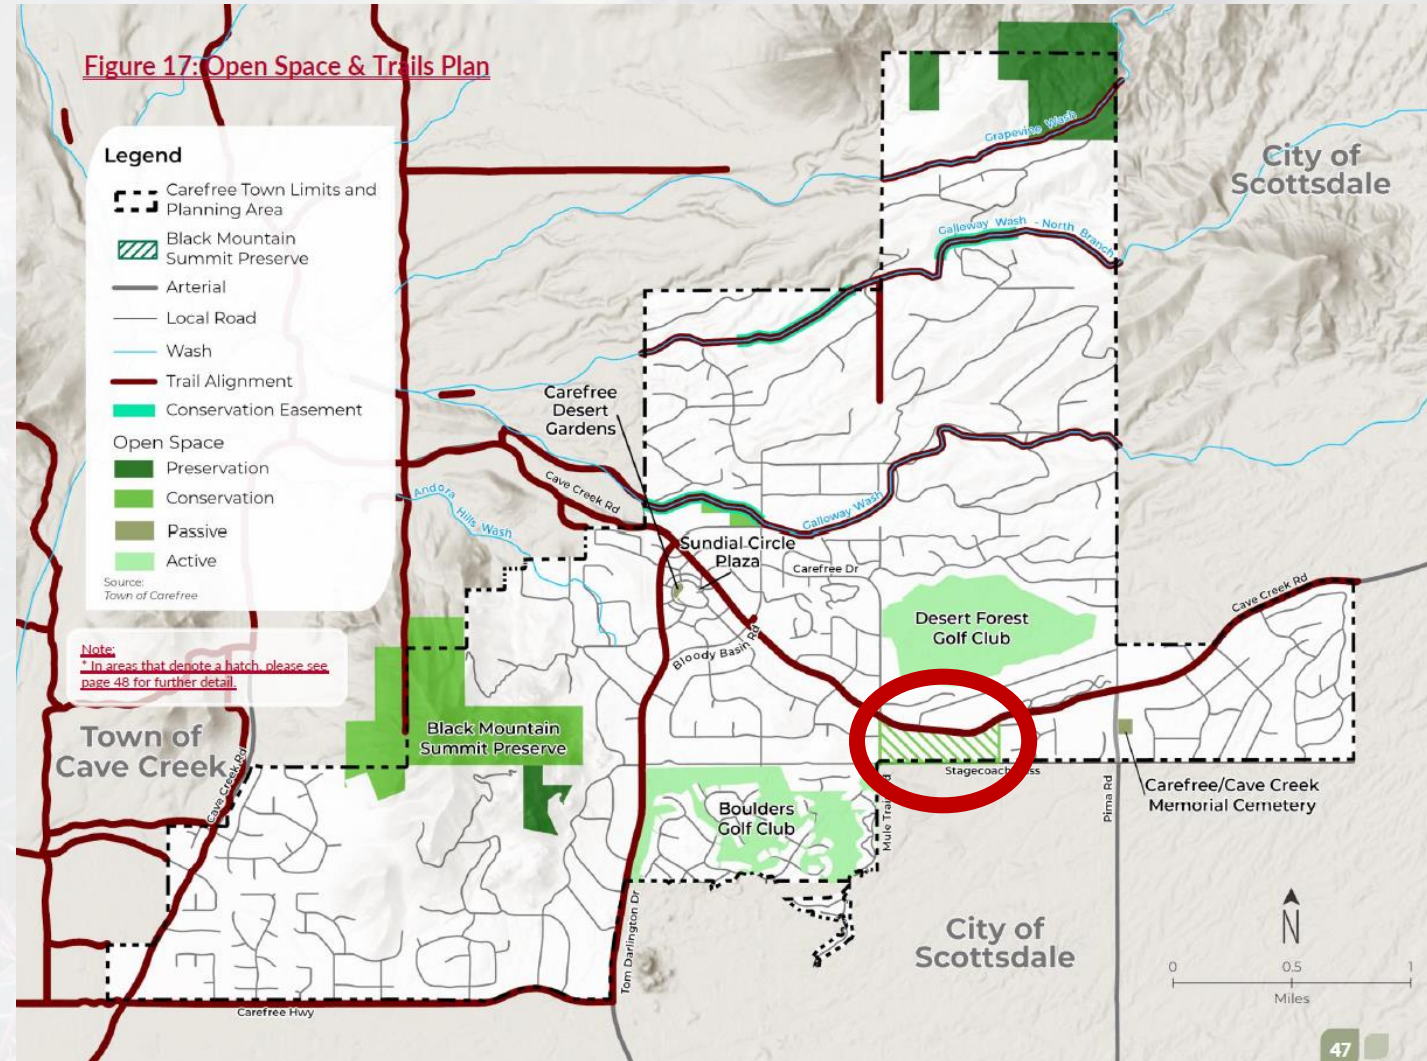 Figure 17: Open Space & Trails Plan
Legend
Carefree Town Limits and
Planning Area
Black Mountain
Summit Preserve
Arterial
Local Road
Wash
Trail Alignment
Conservation Easement
Open Space
Preservation
Conservation
Passive
Active
Source:
Town of Carefree
Note:
* In areas that denote a hatch, please see
page 48 for further detail.
City of
Scottsdale
Grapevine Wash
Galloway Wash - North Branch
Carefree
Desert
Gardens
Cave Creek Rd
Andora
Hills Wash
Galloway Wash
Sundial Circle
Plaza
Carefree Dr
Cave Creek Rd
Desert Forest
Golf Club
Bloody Basin Rd
Town of
Cave Creek
Black Mountain
Summit Preserve
Cave Creek Rd
Stagecoach
ss
Boulders
Golf Club
Mule Trai
d
Pima Rd
Carefree/Cave Creek
Memorial Cemetery
Tom Darlington Dr
City of
Scottsdale
N
0 0.5 1
Miles
Carefree Hwy
47